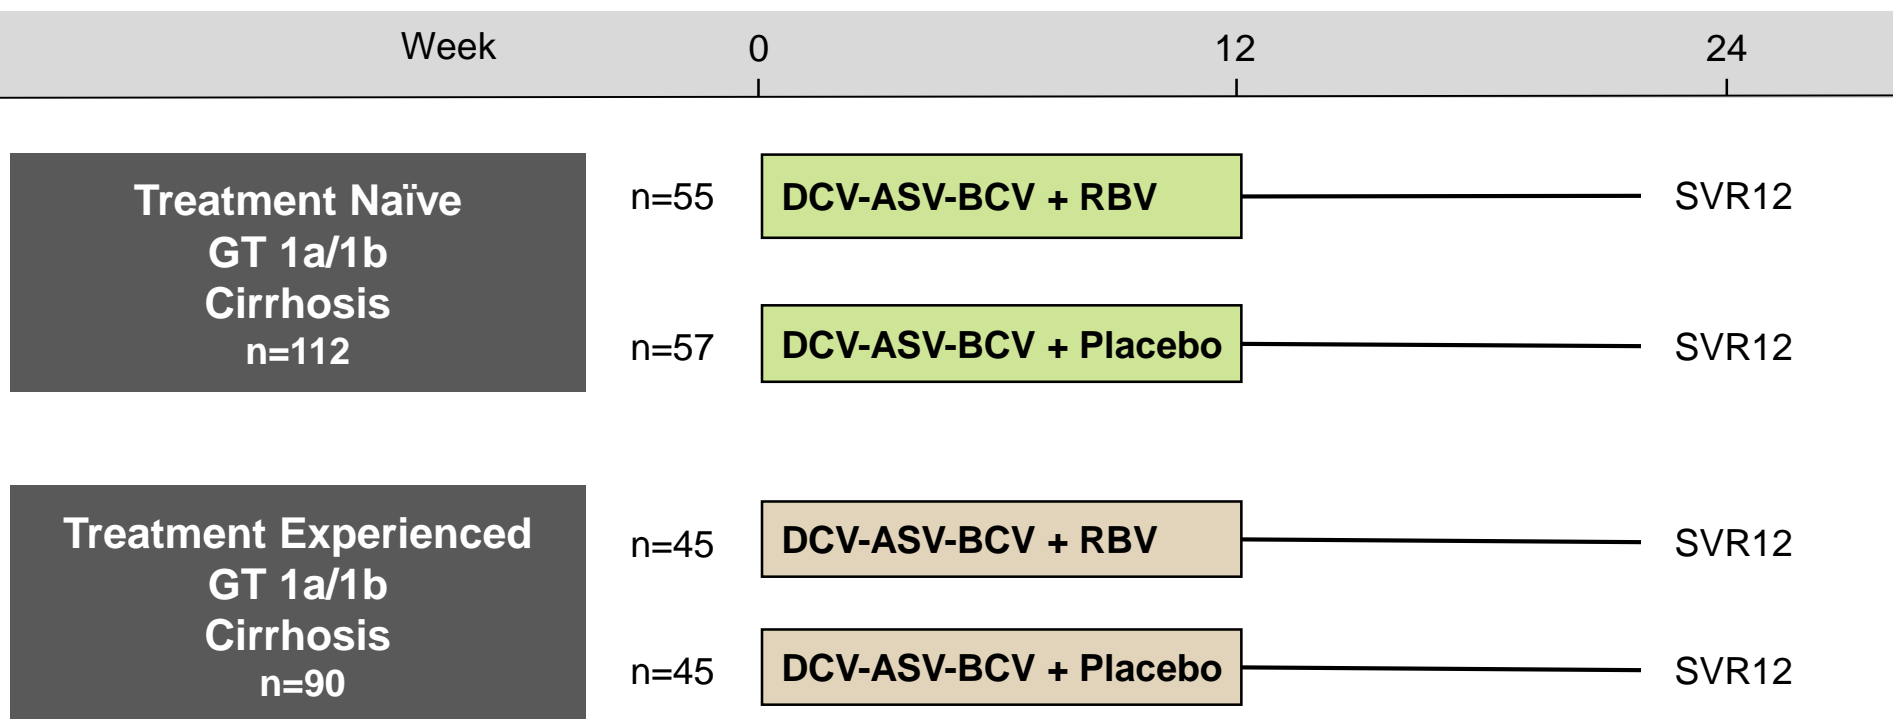 Week 0 12 24
Treatment Naïve
GT 1a/1b
Cirrhosis
n=112
n=55 DCV-ASV-BCV + RBV SVR12
n=57 DCV-ASV-BCV + Placebo SVR12
Treatment Experienced
GT 1a/1b
Cirrhosis
n=90
n=45 DCV-ASV-BCV + RBV SVR12
n=45 DCV-ASV-BCV + Placebo SVR12